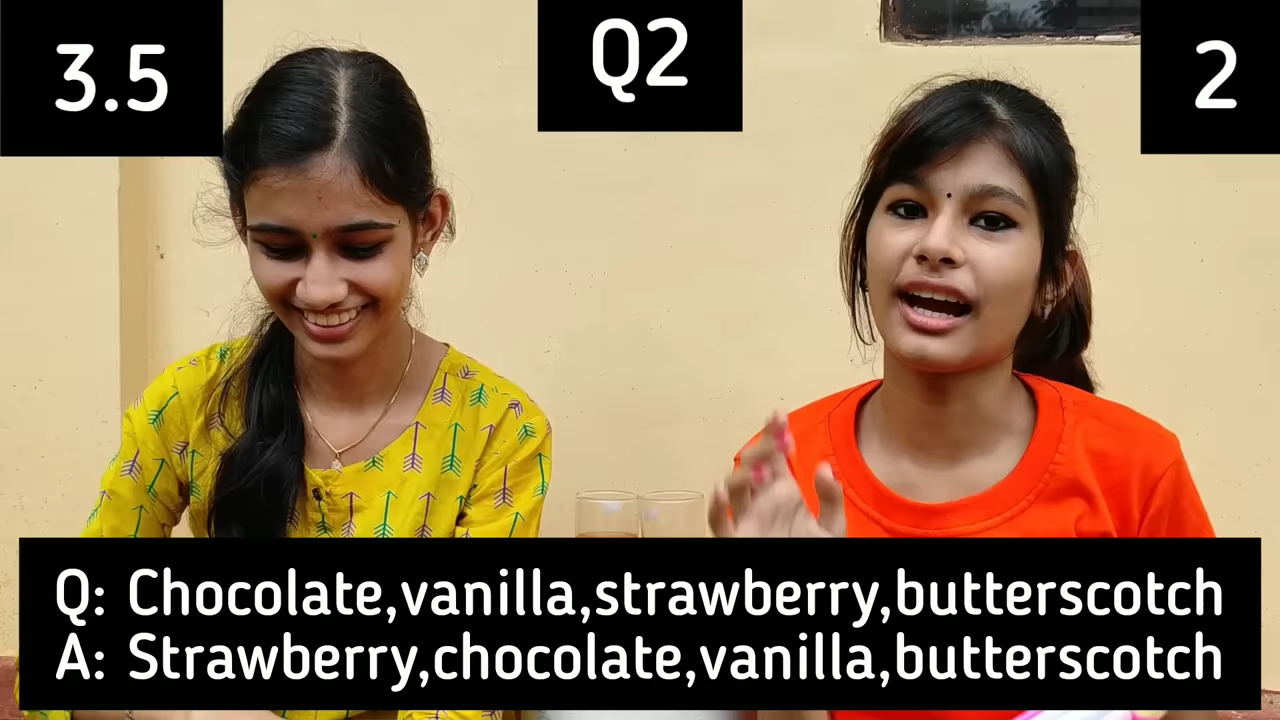 3.5
Q2
2
Q: Chocolate,vanilla,strawberry,butterscotch
A: Strawberry,chocolate,vanilla,butterscotch